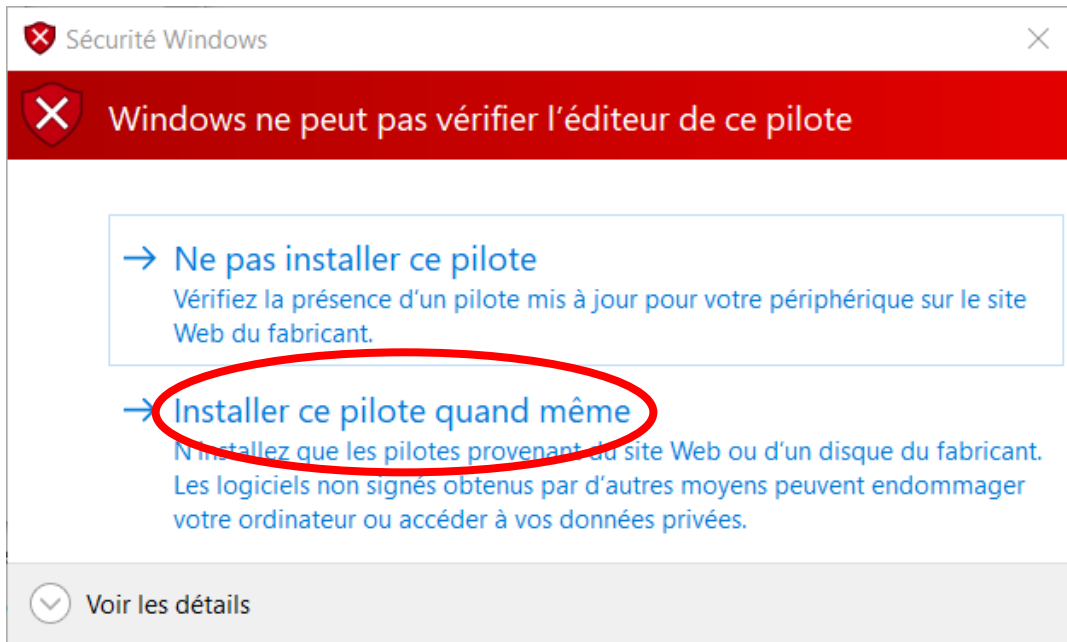 Sécurité Windows
Windows ne peut pas vérifier l’éditeur de ce pilote
Ne pas installer ce pilote
Vérifiez la présence d’un pilote mis à jour pour votre périphérique sur le site
Web du fabricant.
Installer ce pilote quand même
N’installez que les pilotes provenant du site Web ou d’un disque du fabricant.
Les logiciels non signés obtenus par d’autres moyens peuvent endommager
votre ordinateur ou accéder à vos données privées.
Voir les détails